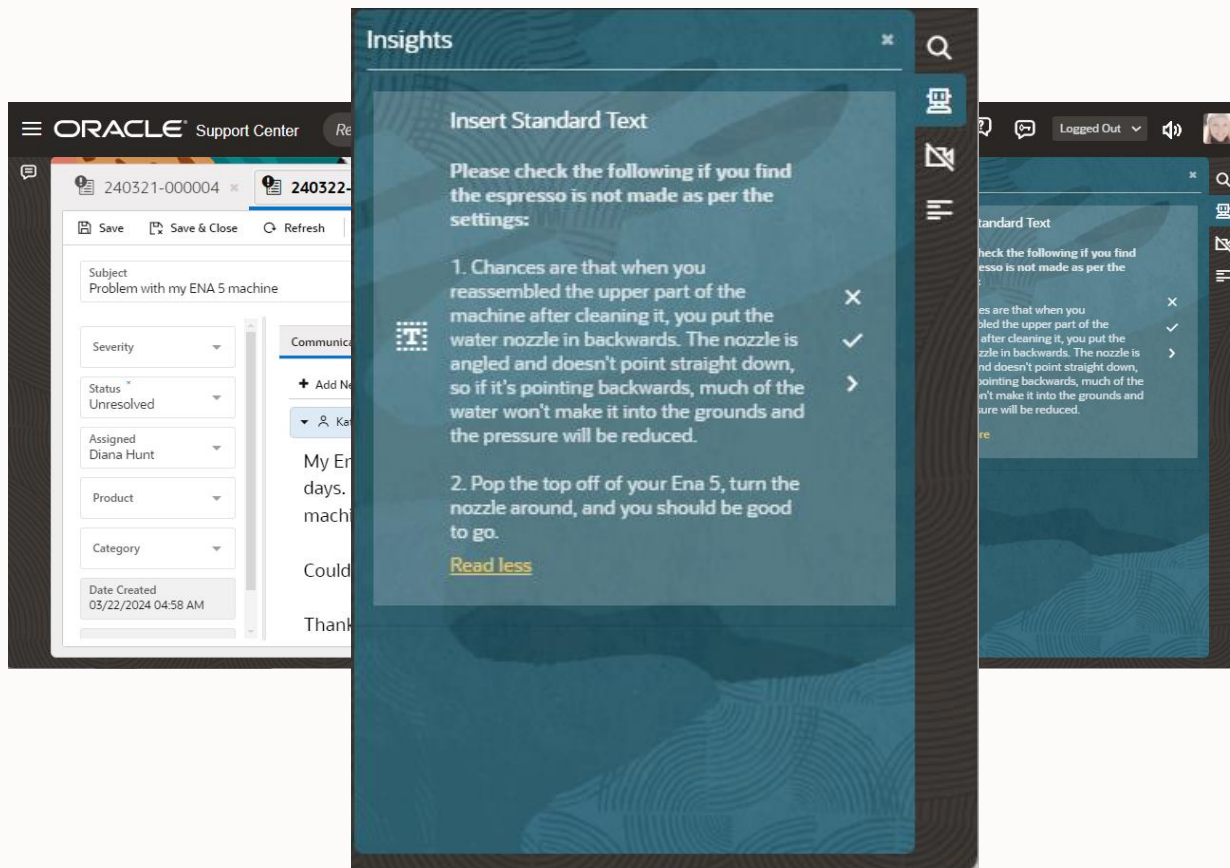 ORACLE Support Center
Re
Logged Out
240321-000004
240322-
Save
Save & Close
Refresh
Subject
Problem with my ENA 5 machine
Severity
Status *
Unresolved
Assigned
Diana Hunt
Product
Category
Date Created
03/22/2024 04:58 AM
Communica
Add Ne
Kat
My En
days.
machi
Could
Thank
Insights
Insert Standard Text
Please check the following if you find
the espresso is not made as per the
settings:
1. Chances are that when you
reassembled the upper part of the
machine after cleaning it, you put the
water nozzle in backwards. The nozzle is
angled and doesn't point straight down,
so if it's pointing backwards, much of the
water won't make it into the grounds and
the pressure will be reduced.
2. Pop the top off of your Ena 5, turn the
nozzle around, and you should be good
to go.
Read less
tandard Text
heck the following if you find
esso is not made as per the
:
es are that when you
bled the upper part of the
after cleaning it, you put the
zzle in backwards. The nozzle is
nd doesn't point straight down,
pointing backwards, much of the
n't make it into the grounds and
sure will be reduced.
re